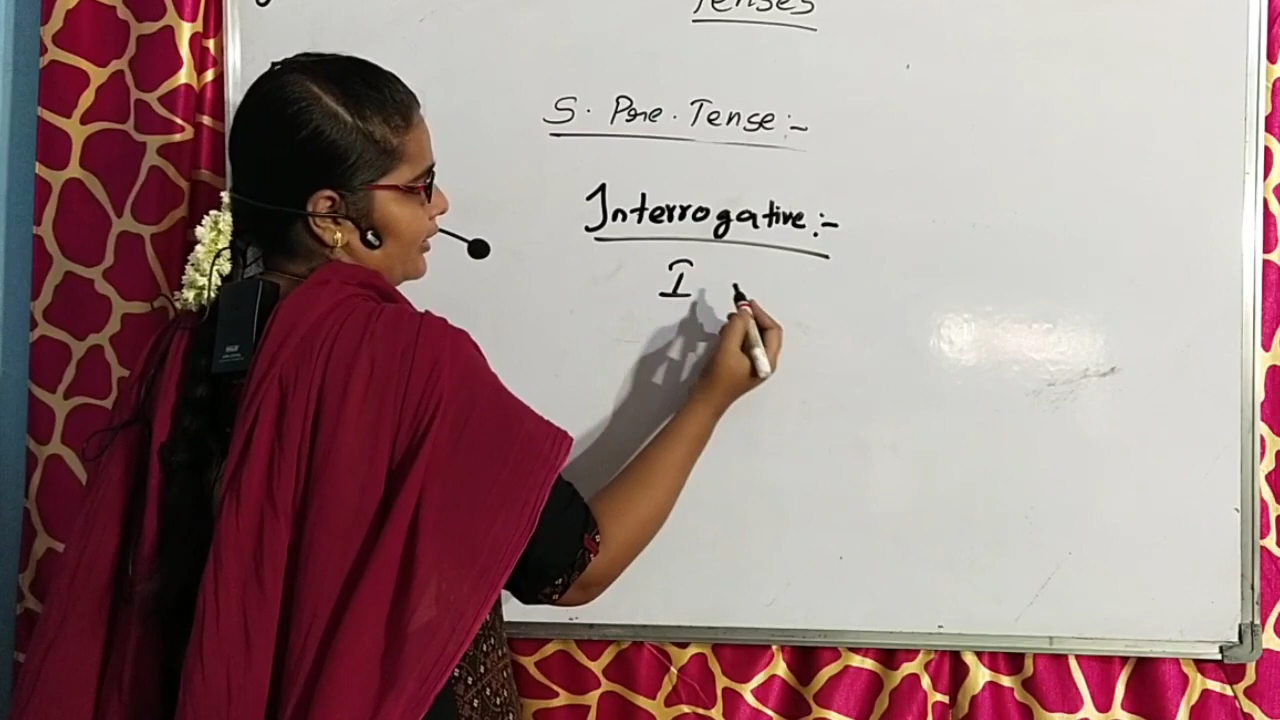 Tenses
S. Pre. Tense:-
Interrogative:-
I